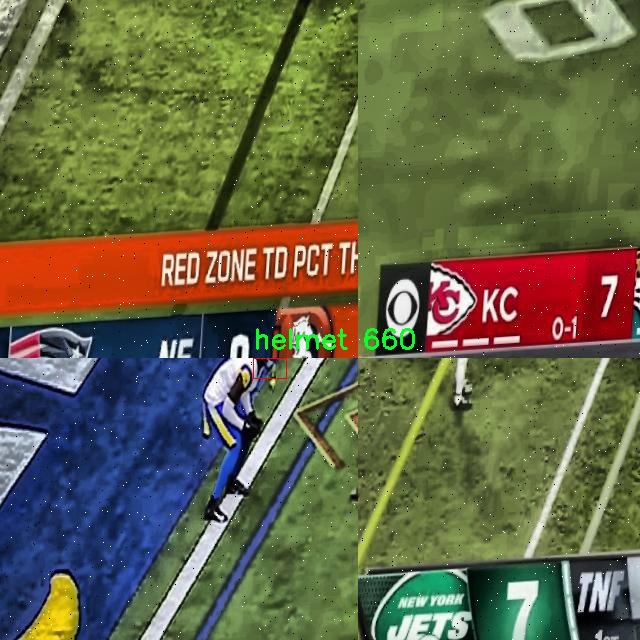 RED ZONE TD PCT TH
NE
KC
0-1
7
helmet 660
NEW YORK
JETS
7
TNF